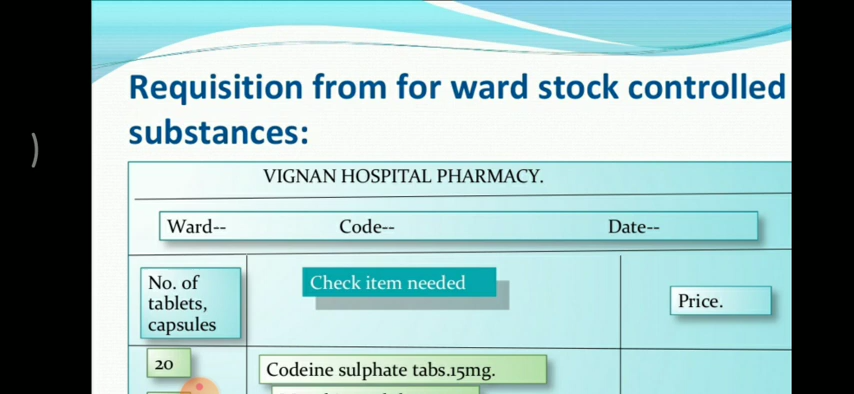 Requisition from for ward stock controlled
substances:
VIGNAN HOSPITAL PHARMACY.
Ward-- Code-- Date--
No. of
tablets,
capsules
Check item needed
Price.
20
Codeine sulphate tabs.15mg.